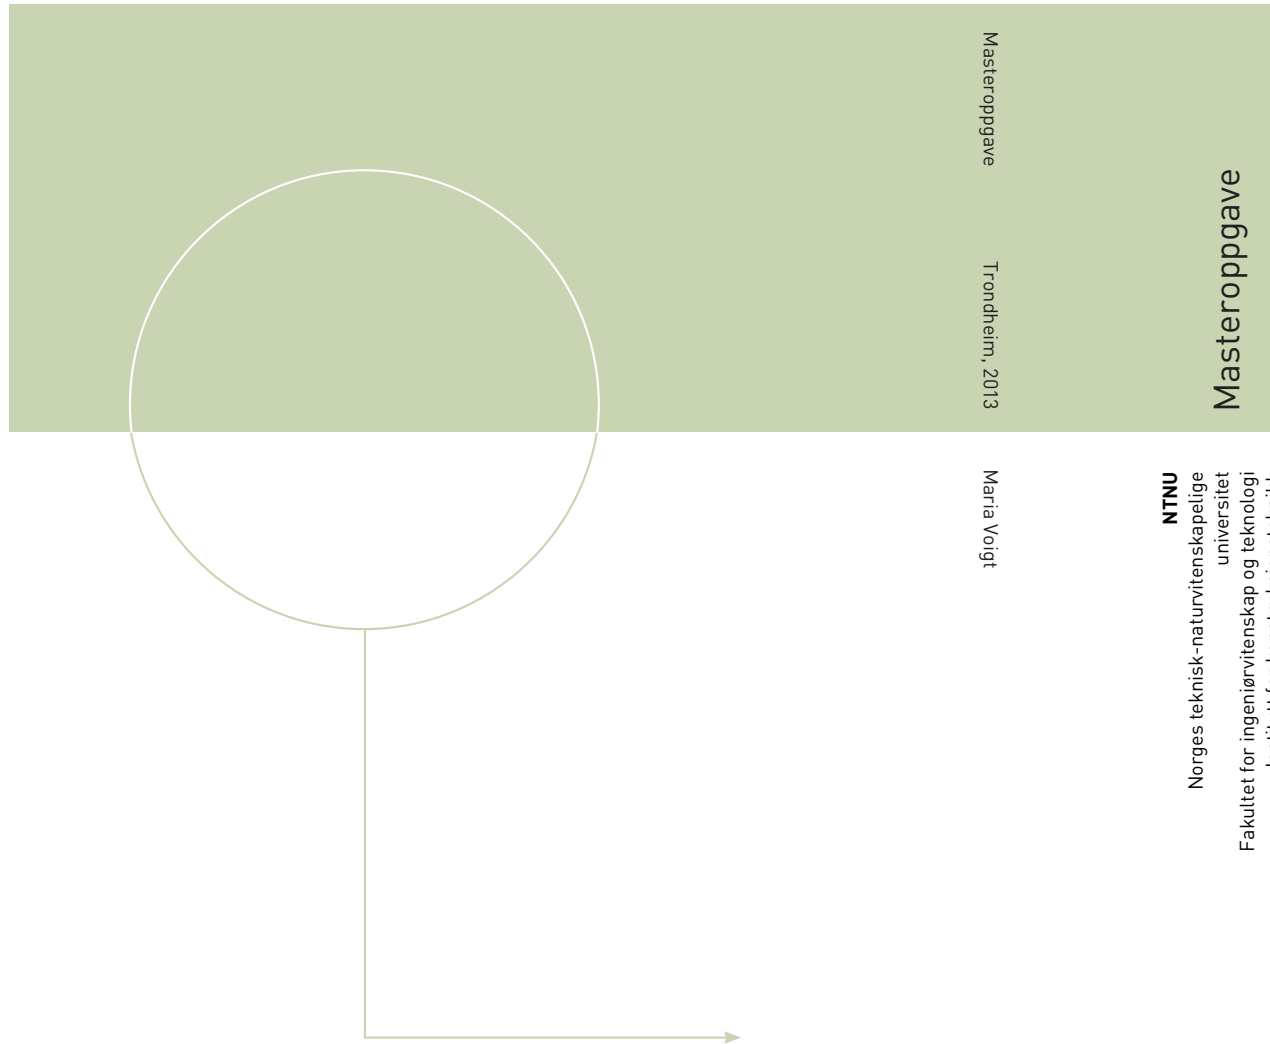 Masteroppgave
Trondheim, 2013
Maria Voigt
Masteroppgave
NTNU
Norges teknisk-naturvitenskapelige
universitet
Fakultet for ingeniørvitenskap og teknologi